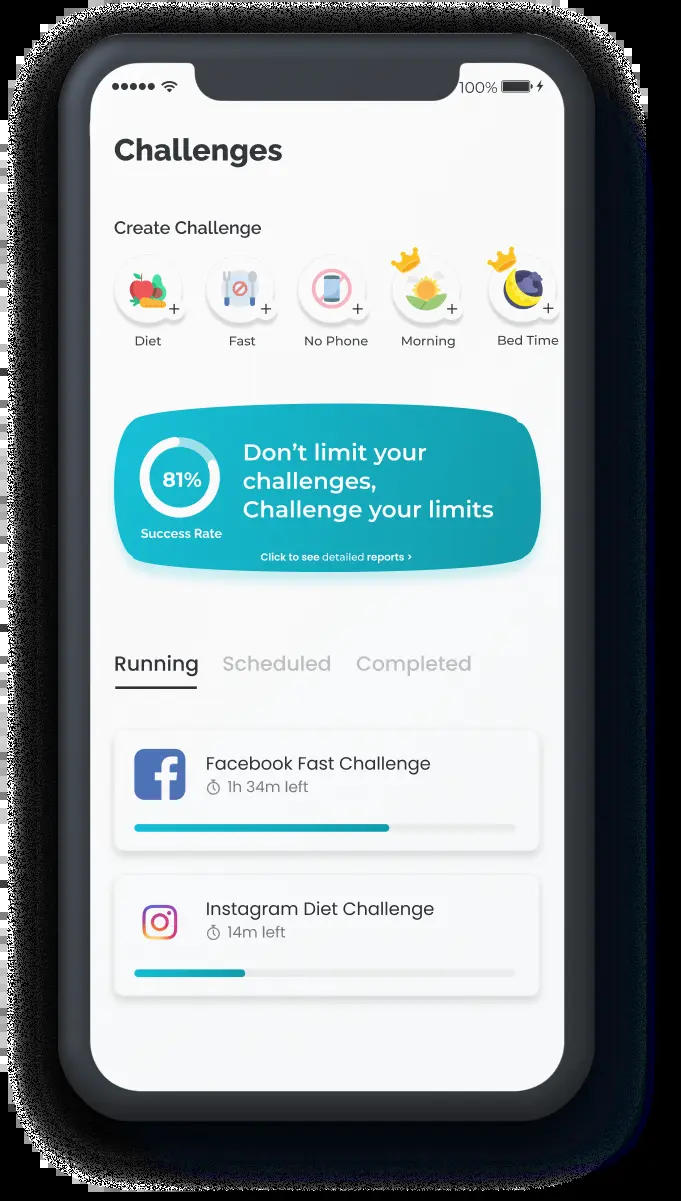 100%
Challenges
Create Challenge
Diet
Fast
No Phone
Morning
Bed Time
81%
Success Rate
Don’t limit your
challenges,
Challenge your limits
Click to see detailed reports >
Running
Scheduled
Completed
Facebook Fast Challenge
1h 34m left
Instagram Diet Challenge
14m left